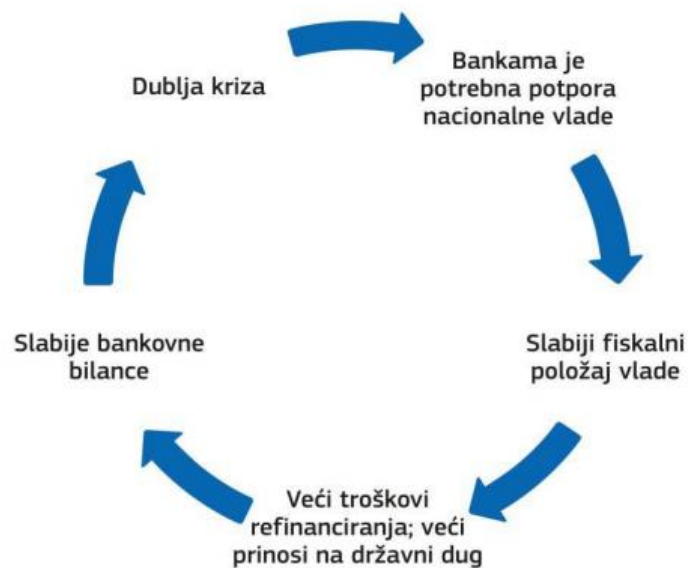 Dublja kriza
Bankama je
potrebna potpora
nacionalne vlade
Slabiji fiskalni
položaj vlade
Veći troškovi
refinanciranja; veći
prinosi na državni dug
Slabije bankovne
bilance